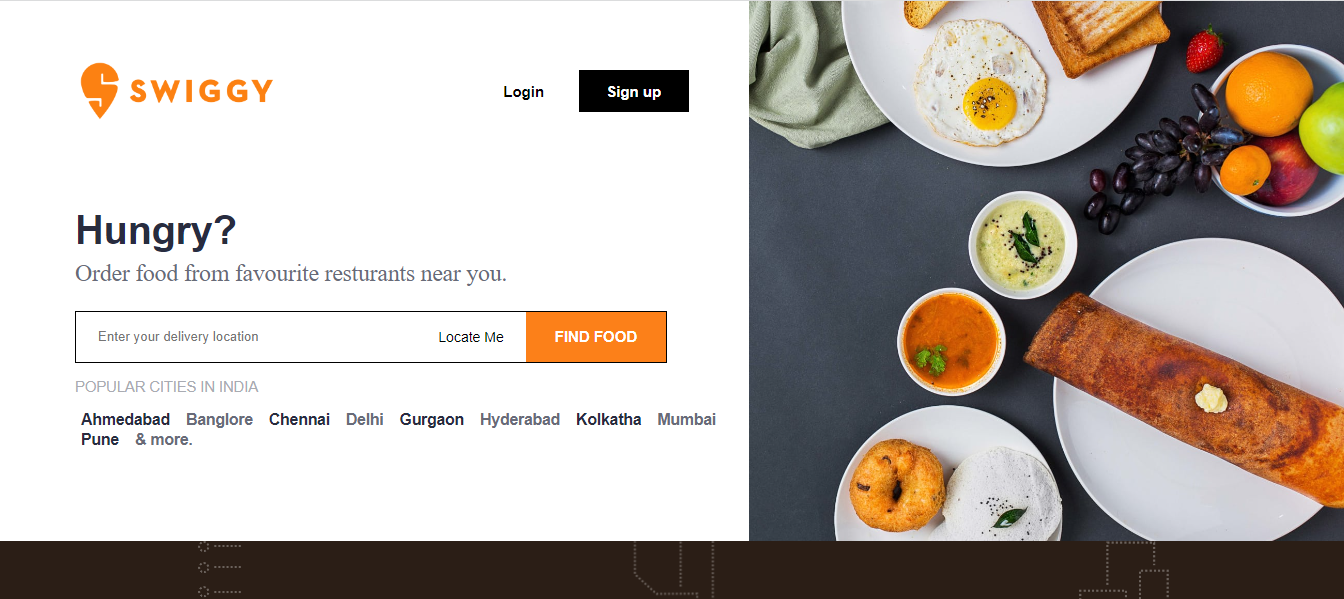 SWIGGY
Login
Sign up
Hungry?
Order food from favourite resturants near you.
Enter your delivery location
Locate Me
FIND FOOD
POPULAR CITIES IN INDIA
Ahmedabad Banglore Chennai Delhi Gurgaon Hyderabad Kolkatha Mumbai
Pune & more.